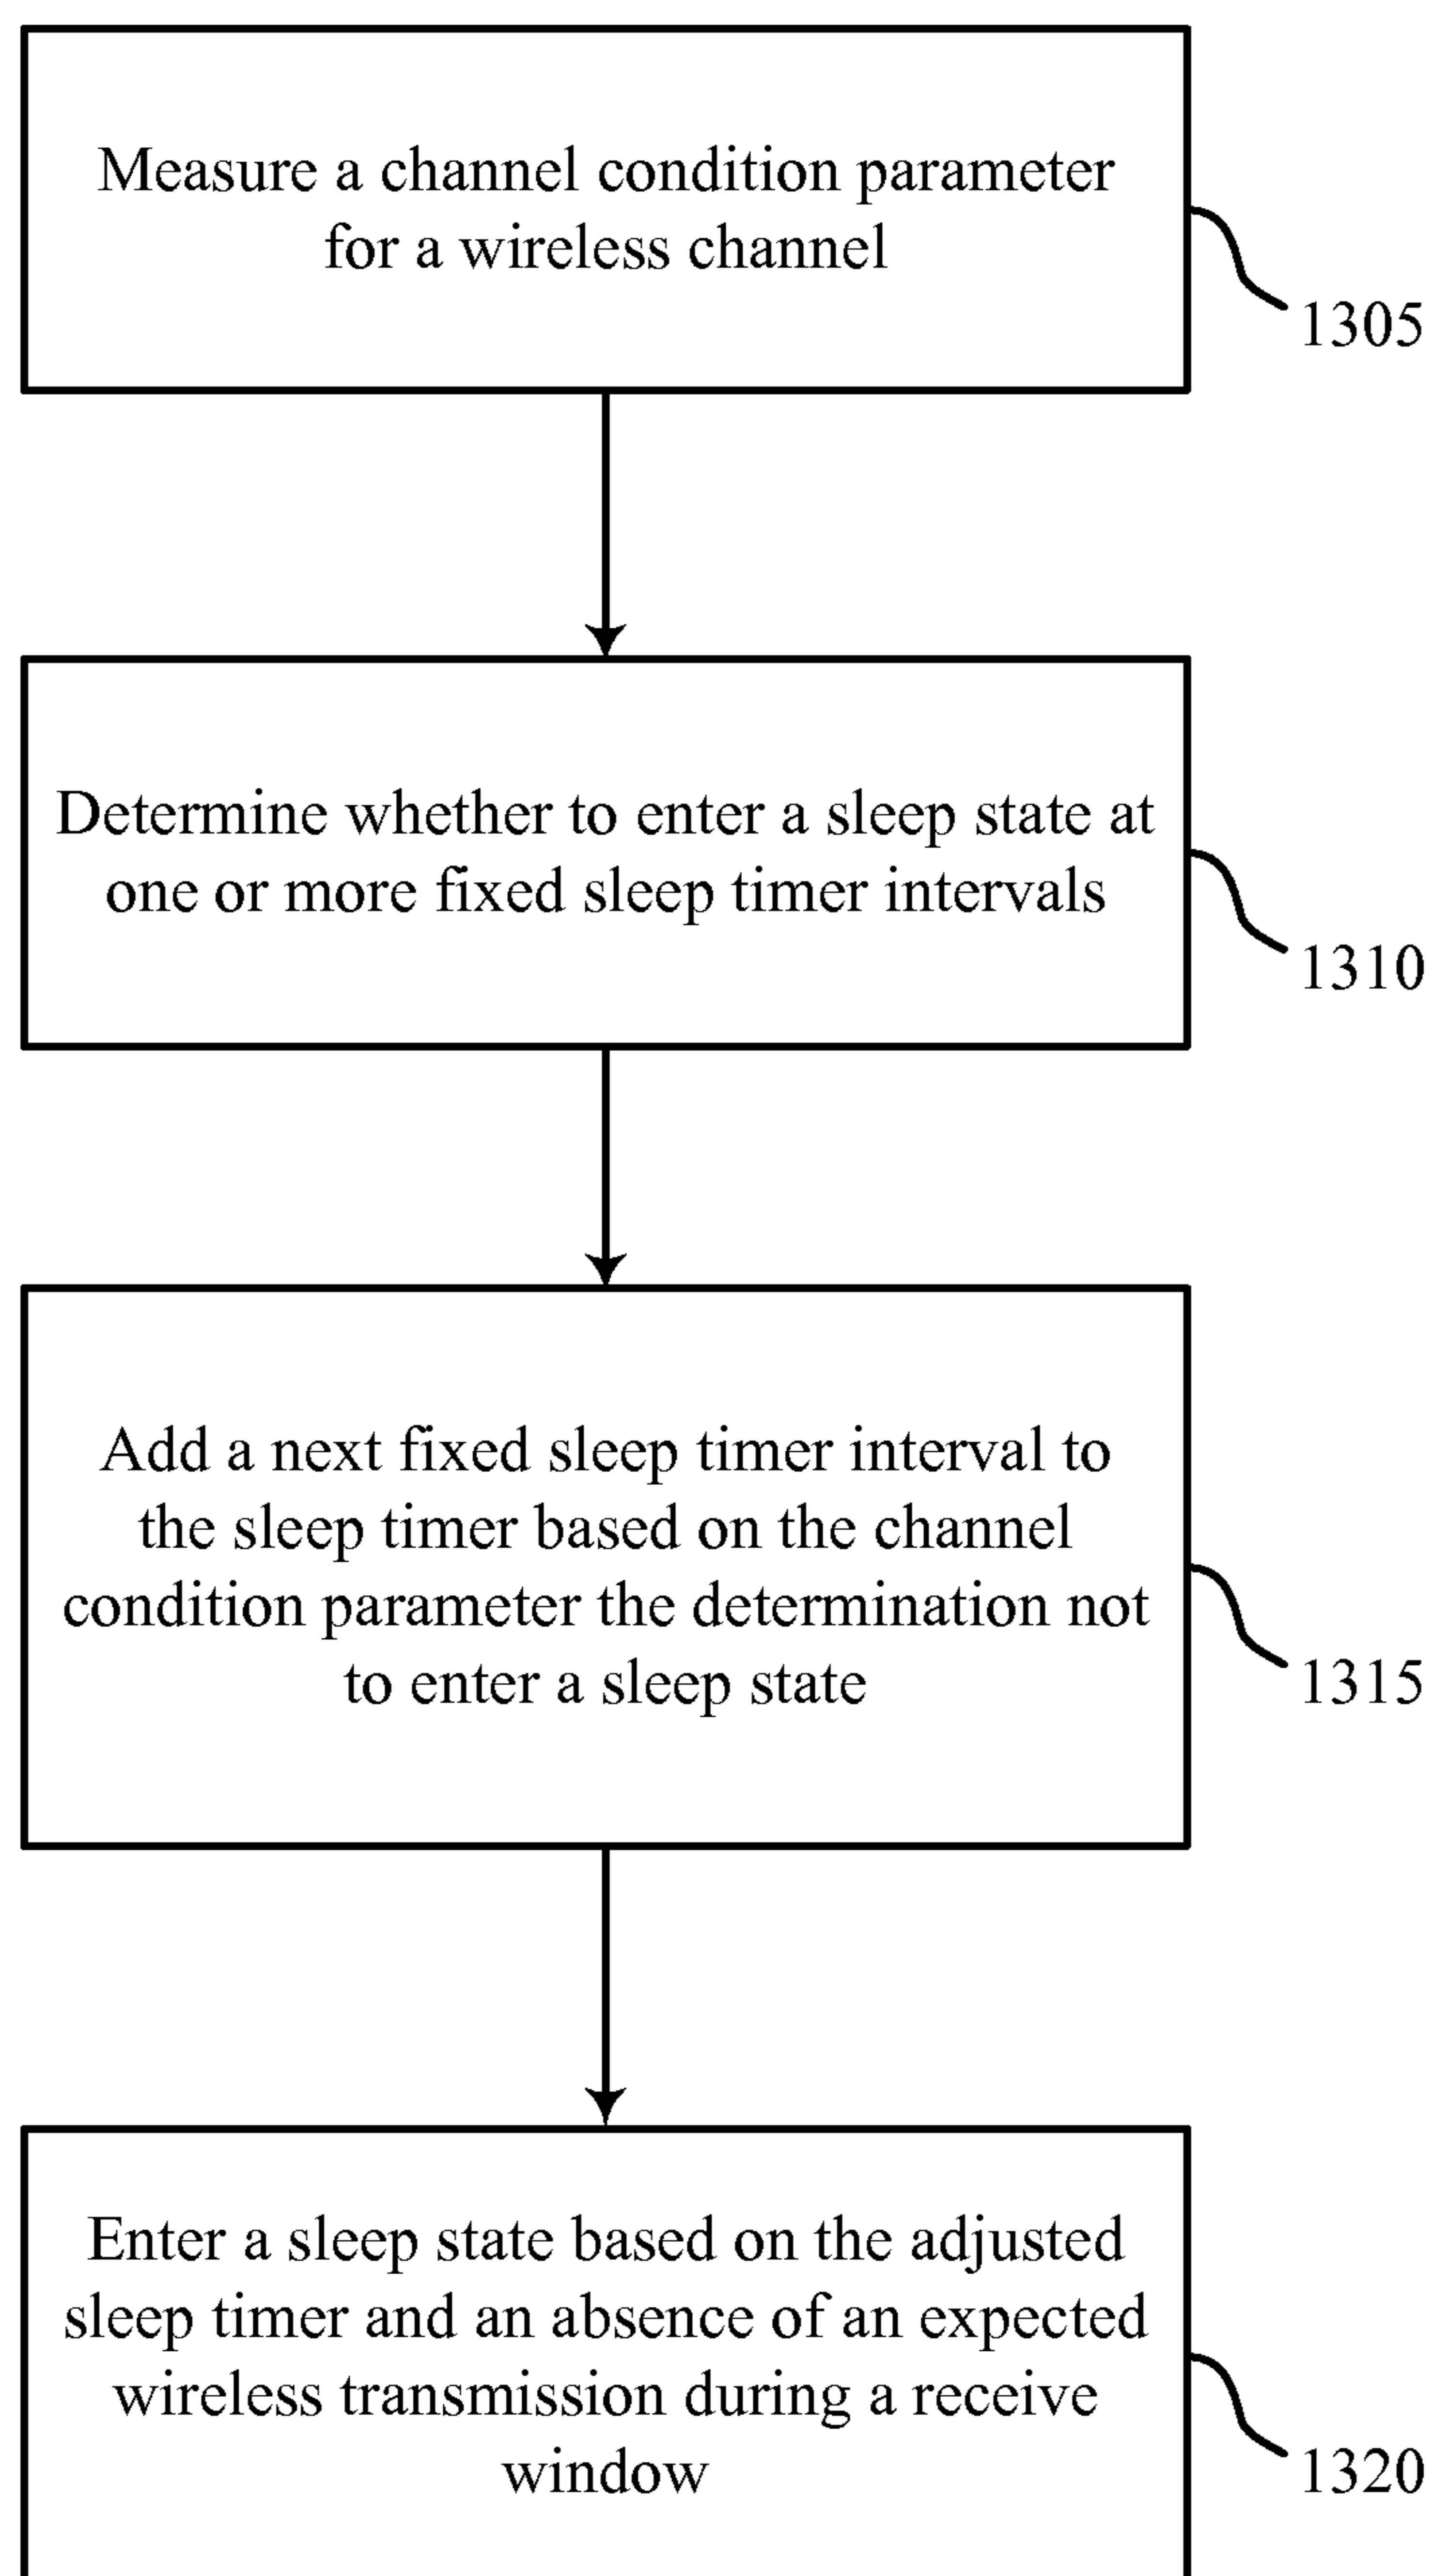 Measure a channel condition parameter
for a wireless channel
1305
Determine whether to enter a sleep state at
one or more fixed sleep timer intervals
1310
Add a next fixed sleep timer interval to
the sleep timer based on the channel
condition parameter the determination not
to enter a sleep state
1315
Enter a sleep state based on the adjusted
sleep timer and an absence of an expected
wireless transmission during a receive
window
1320